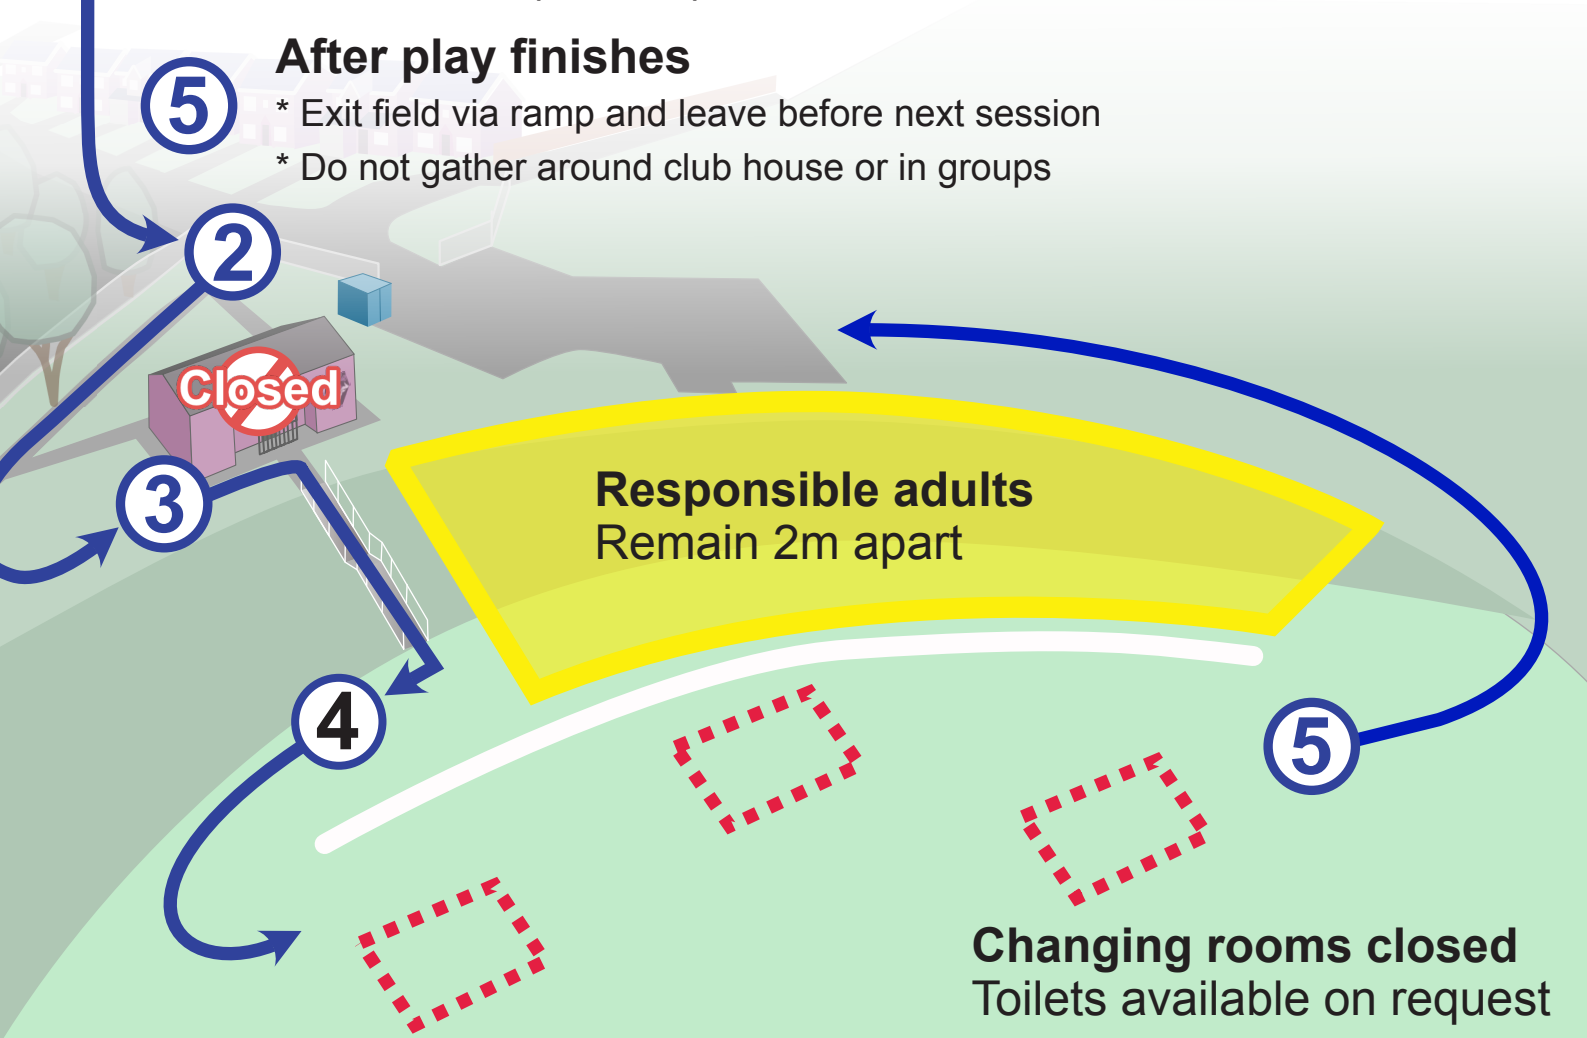 After play finishes
5
* Exit field via ramp and leave before next session
* Do not gather around club house or in groups
2
Closed
3
Responsible adults
Remain 2m apart
4
5
Changing rooms closed
Toilets available on request